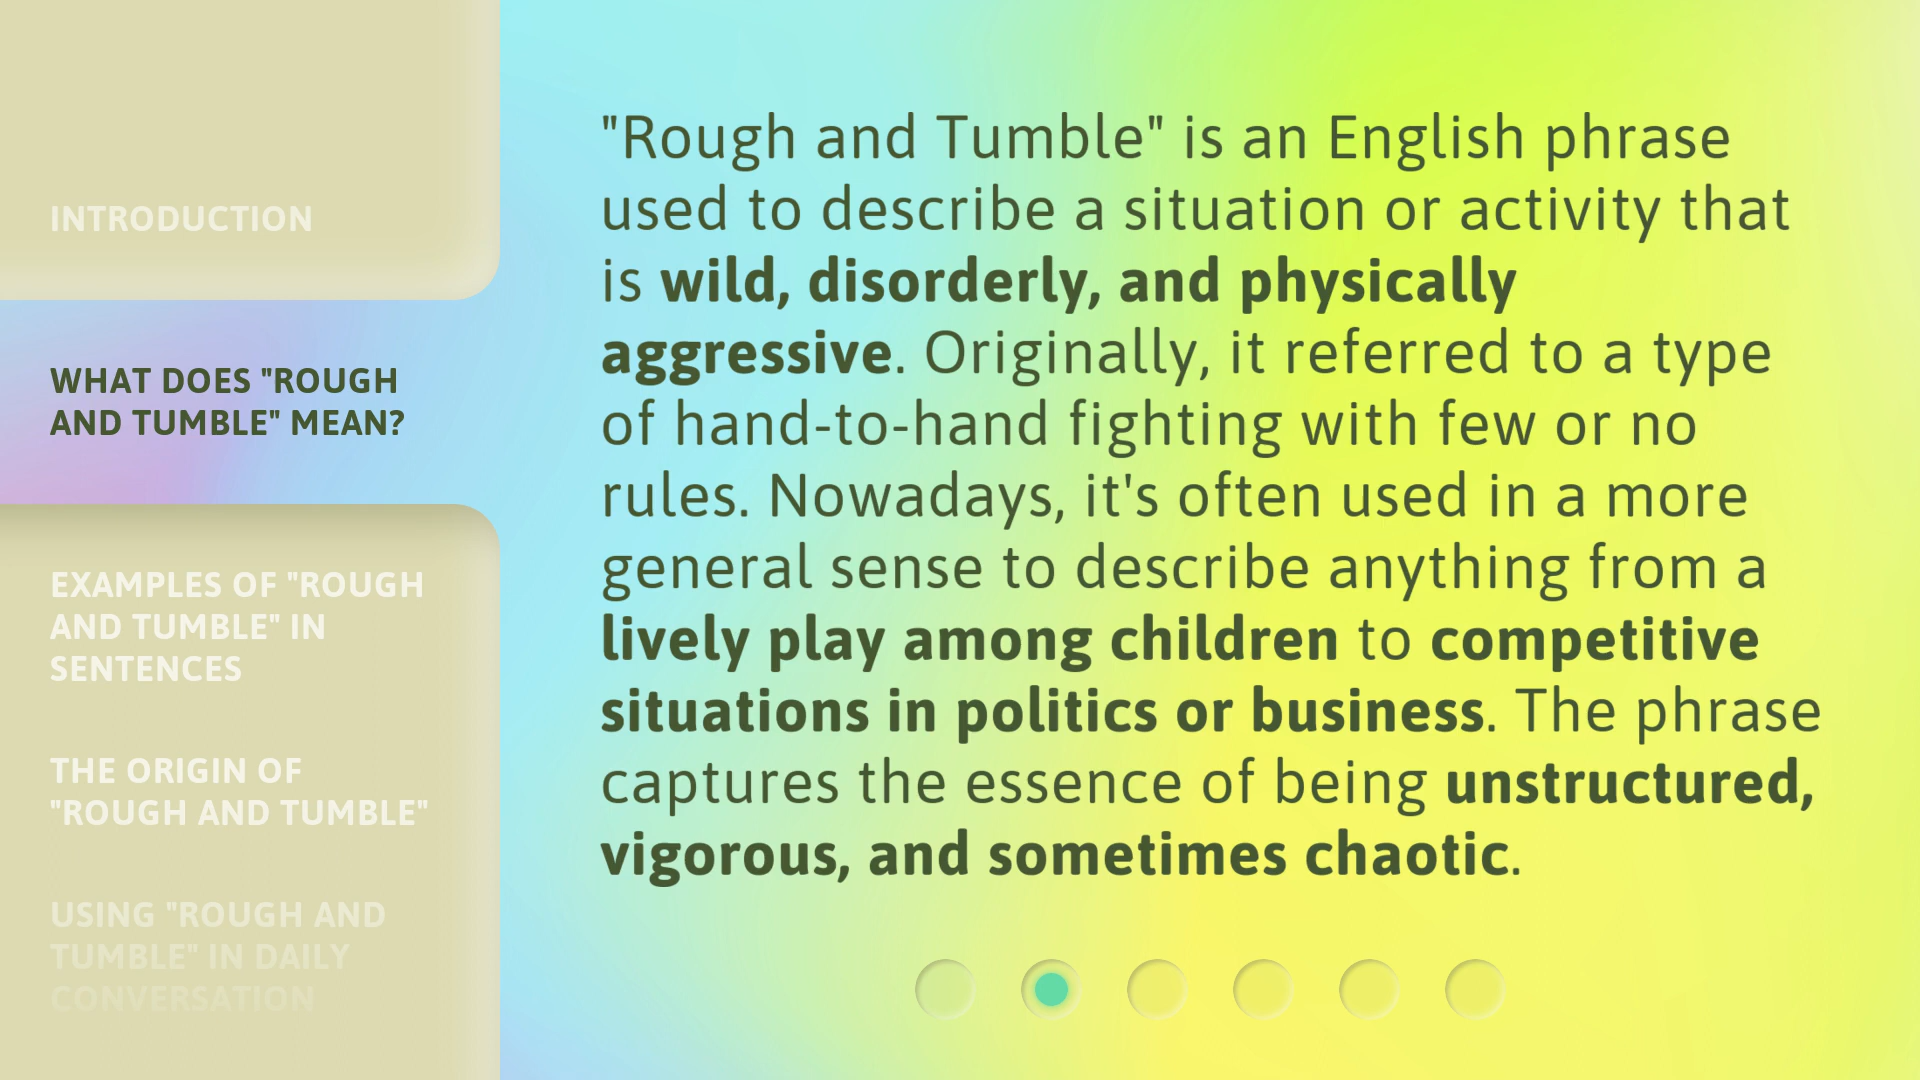 INTRODUCTION
WHAT DOES "ROUGH
AND TUMBLE" MEAN?
EXAMPLES OF "ROUGH
AND TUMBLE" IN
SENTENCES
THE ORIGIN OF
"ROUGH AND TUMBLE"
USING "ROUGH AND
TUMBLE" IN DAILY
CONVERSATION
"Rough and Tumble" is an English phrase
used to describe a situation or activity that
is wild, disorderly, and physically
aggressive. Originally, it referred to a type
of hand-to-hand fighting with few or no
rules. Nowadays, it's often used in a more
general sense to describe anything from a
lively play among children to competitive
situations in politics or business. The phrase
captures the essence of being unstructured,
vigorous, and sometimes chaotic.